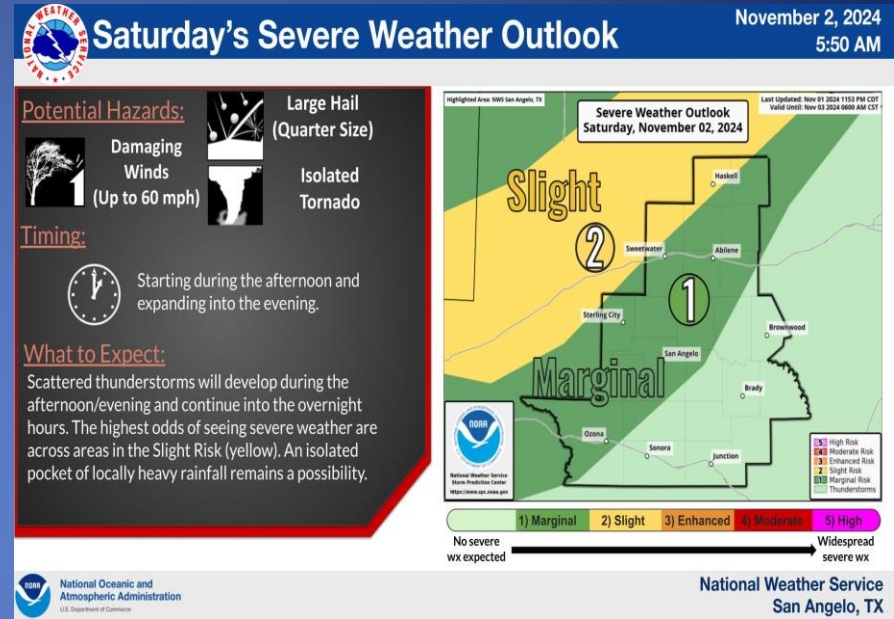 NATIONAL WEATHER SERVICE
Saturday's Severe Weather Outlook
November 2, 2024
5:50 AM
Potential Hazards:
Damaging
Winds
(Up to 60 mph)
Large Hail
(Quarter Size)
Isolated
Tornado
Timing:
Starting during the afternoon and
expanding into the evening.
What to Expect:
Scattered thunderstorms will develop during the
afternoon/evening and continue into the overnight
hours. The highest odds of seeing severe weather are
across areas in the Slight Risk (yellow). An isolated
pocket of locally heavy rainfall remains a possibility.
Highlighted Area: NWS San Angelo, TX
Severe Weather Outlook
Saturday, November 02, 2024
Last Updated: Nov 01 2024 1153 PM CDT
Valid Until: Nov 03 2024 0600 AM CST
Slight
2
Haskell
Sweetwater
Abilene
1
Sterling City
Brownwood
San Angelo
Marginal
Brady
Ozona
Sonora
Junction
NOAA
National Weather Service
Storm Prediction Center
https://www.spc.noaa.gov
5 High Risk
4 Moderate Risk
3 Enhanced Risk
2 Slight Risk
1 Marginal Risk
Thunderstorms
1) Marginal
2) Slight
3) Enhanced
4) Moderate
5) High
No severe
wx expected
Widespread
severe wx
NOAA
National Oceanic and
Atmospheric Administration
U.S. Department of Commerce
National Weather Service
San Angelo, TX